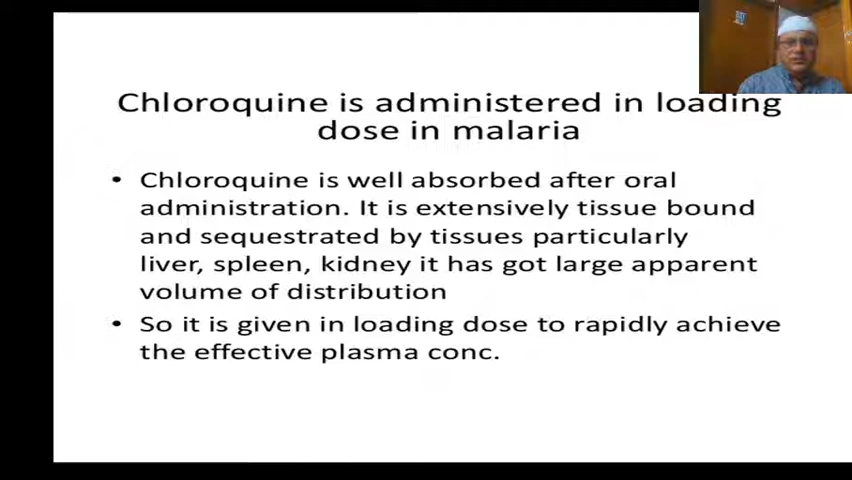 Chloroquine is administered in loading
dose in malaria
• Chloroquine is well absorbed after oral
administration. It is extensively tissue bound
and sequestrated by tissues particularly
liver, spleen, kidney it has got large apparent
volume of distribution
• So it is given in loading dose to rapidly achieve
the effective plasma conc.